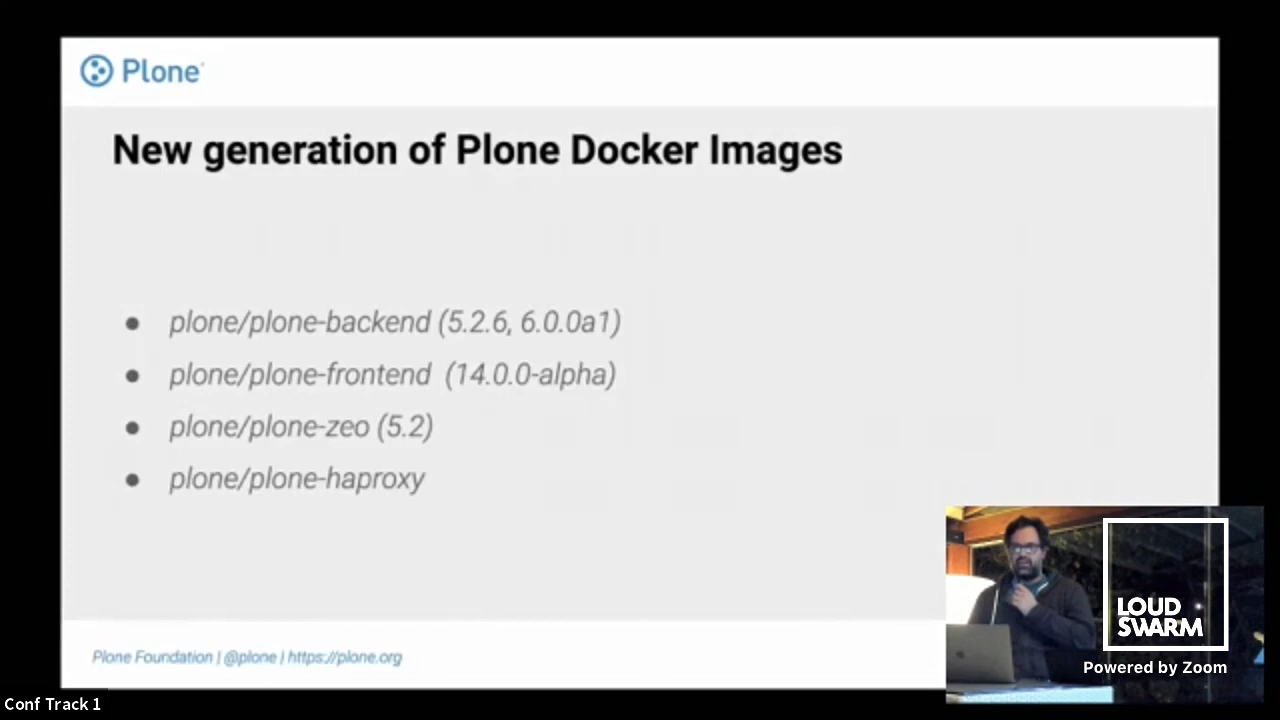 Plone
New generation of Plone Docker Images
plone/plone-backend (5.2.6, 6.0.0a1)
plone/plone-frontend (14.0.0-alpha)
plone/plone-zeo (5.2)
plone/plone-haproxy
Plone Foundation | @plone | https://plone.org
LOUD
SWARM
Powered by Zoom
Conf Track 1